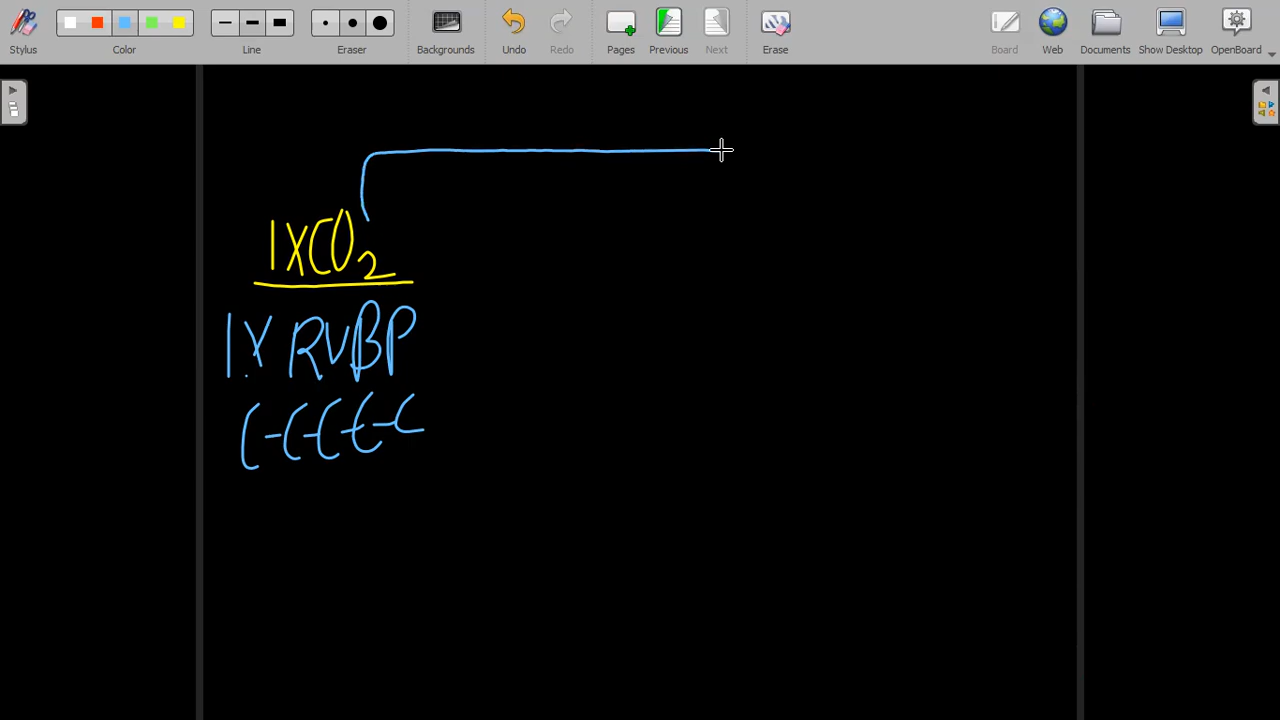 Stylus
Color
Line
Eraser
Backgrounds
Undo
Redo
Pages
Previous
Next
Erase
Board
Web
Documents
Show Desktop
OpenBoard
1XCO₂
1X RVBP
C-C-C-C-C